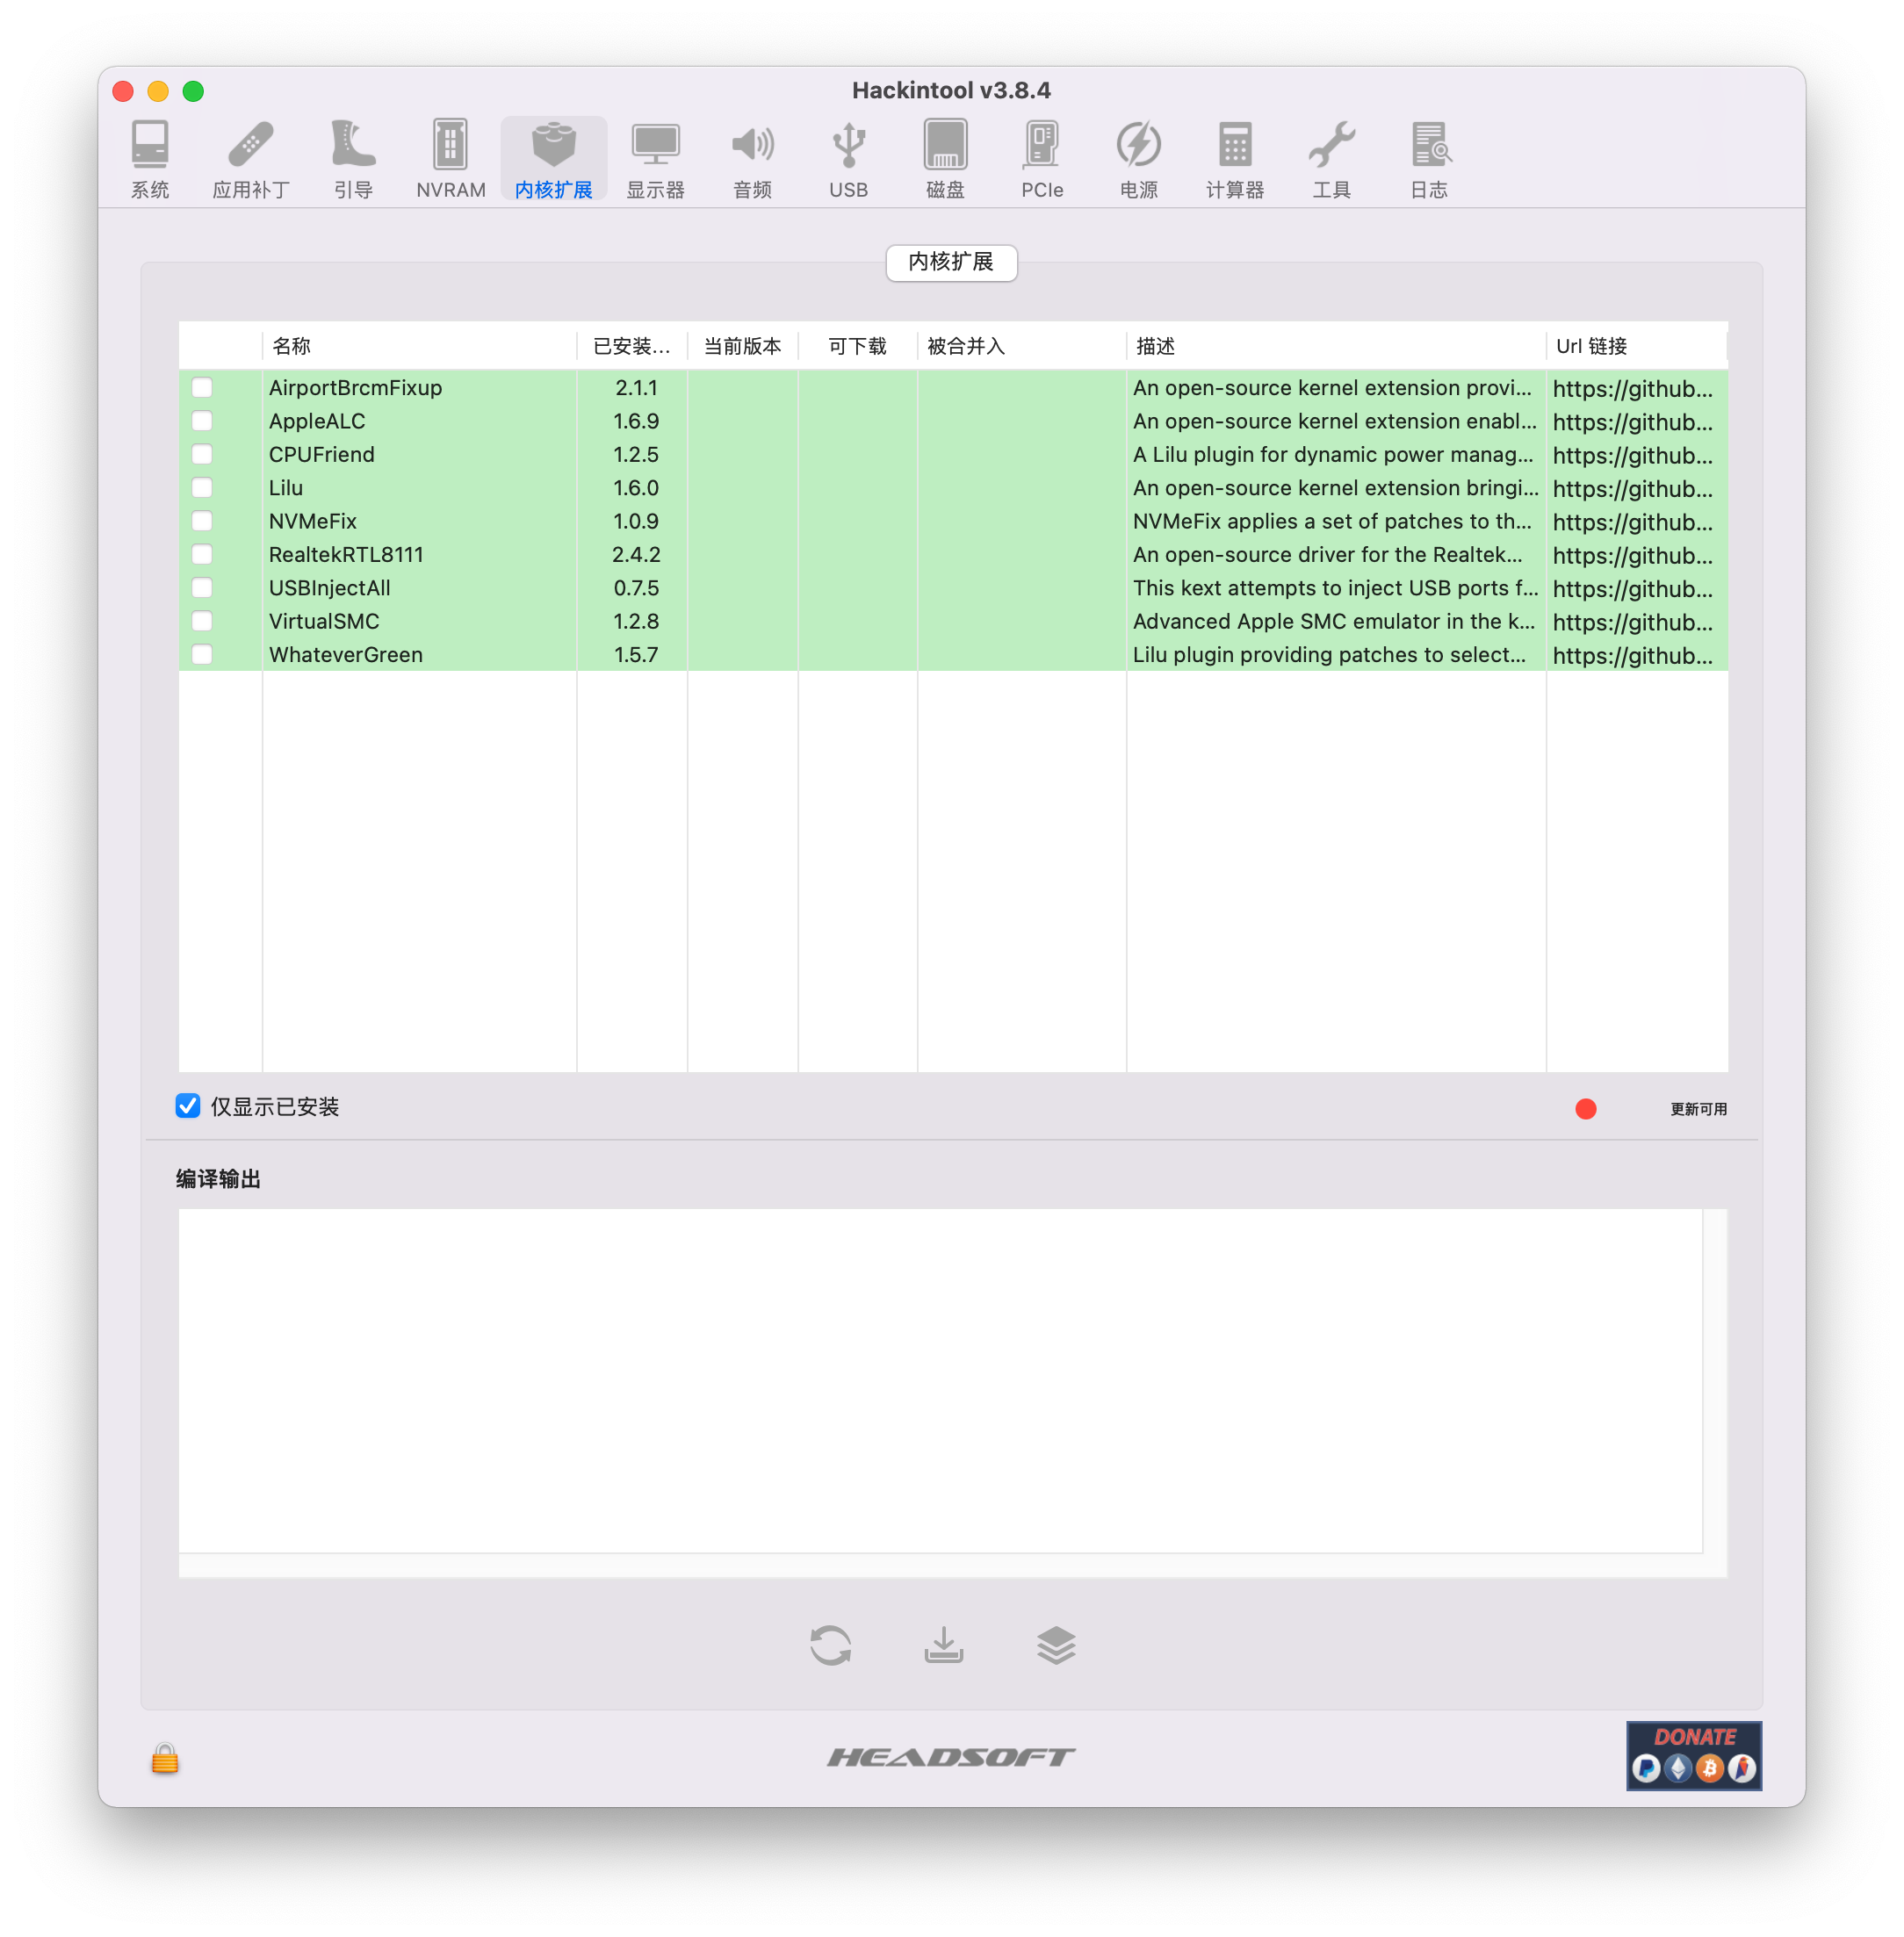 Hackintool v3.8.4
系统 应用补丁 引导 NVRAM 内核扩展 显示器 音频 USB 磁盘 PCIe 电源 计算器 工具 日志
内核扩展
名称 已安装... 当前版本 可下载 被合并入 描述 Url 链接
AirportBrcmFixup 2.1.1 An open-source kernel extension provi... https://github...
AppleALC 1.6.9 An open-source kernel extension enabl... https://github...
CPUFriend 1.2.5 A Lilu plugin for dynamic power manag... https://github...
Lilu 1.6.0 An open-source kernel extension bringi... https://github...
NVMeFix 1.0.9 NVMeFix applies a set of patches to th... https://github...
RealtekRTL8111 2.4.2 An open-source driver for the Realtek... https://github...
USBInjectAll 0.7.5 This kext attempts to inject USB ports f... https://github...
VirtualSMC 1.2.8 Advanced Apple SMC emulator in the k... https://github...
WhateverGreen 1.5.7 Lilu plugin providing patches to select... https://github...
仅显示已安装 更新可用
编译输出
HEADSOFT
DONATE